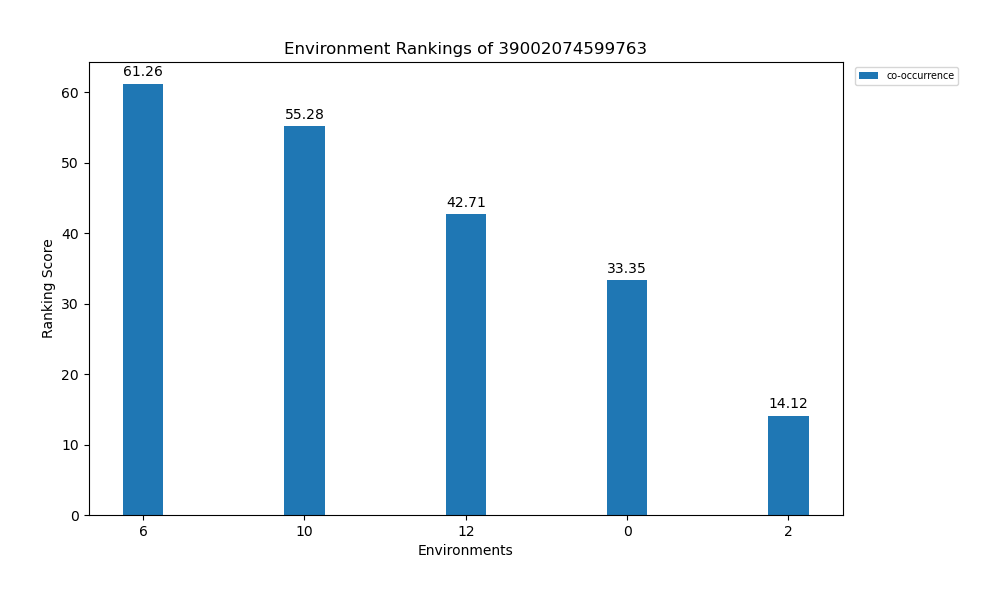 Environment Rankings of 39002074599763
co-occurrence
61.26
55.28
42.71
33.35
14.12
Ranking Score
60
50
40
30
20
10
0
6 10 12 0 2
Environments